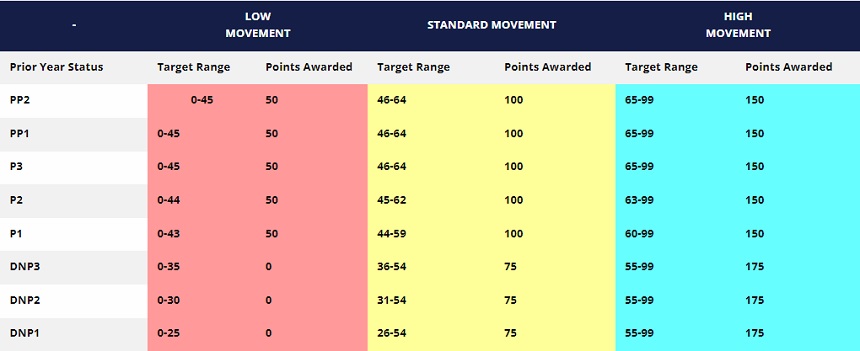 - LOW MOVEMENT STANDARD MOVEMENT HIGH MOVEMENT
Prior Year Status Target Range Points Awarded Target Range Points Awarded Target Range Points Awarded
PP2 0-45 50 46-64 100 65-99 150
PP1 0-45 50 46-64 100 65-99 150
P3 0-45 50 46-64 100 65-99 150
P2 0-44 50 45-62 100 63-99 150
P1 0-43 50 44-59 100 60-99 150
DNP3 0-35 0 36-54 75 55-99 175
DNP2 0-30 0 31-54 75 55-99 175
DNP1 0-25 0 26-54 75 55-99 175